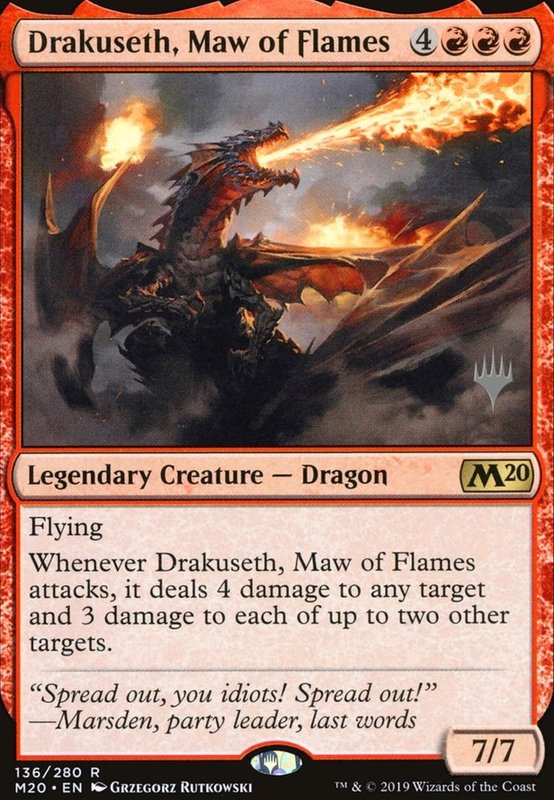 Drakuseth, Maw of Flames 4
Legendary Creature — Dragon M20
Flying
Whenever Drakuseth, Maw of Flames
attacks, it deals 4 damage to any target
and 3 damage to each of up to two other
targets.
“Spread out, you idiots! Spread out!”
—Marsden, party leader, last words
7/7
136/280 R
M20 • EN Grzegorz Rutkowski
™ & © 2019 Wizards of the Coast